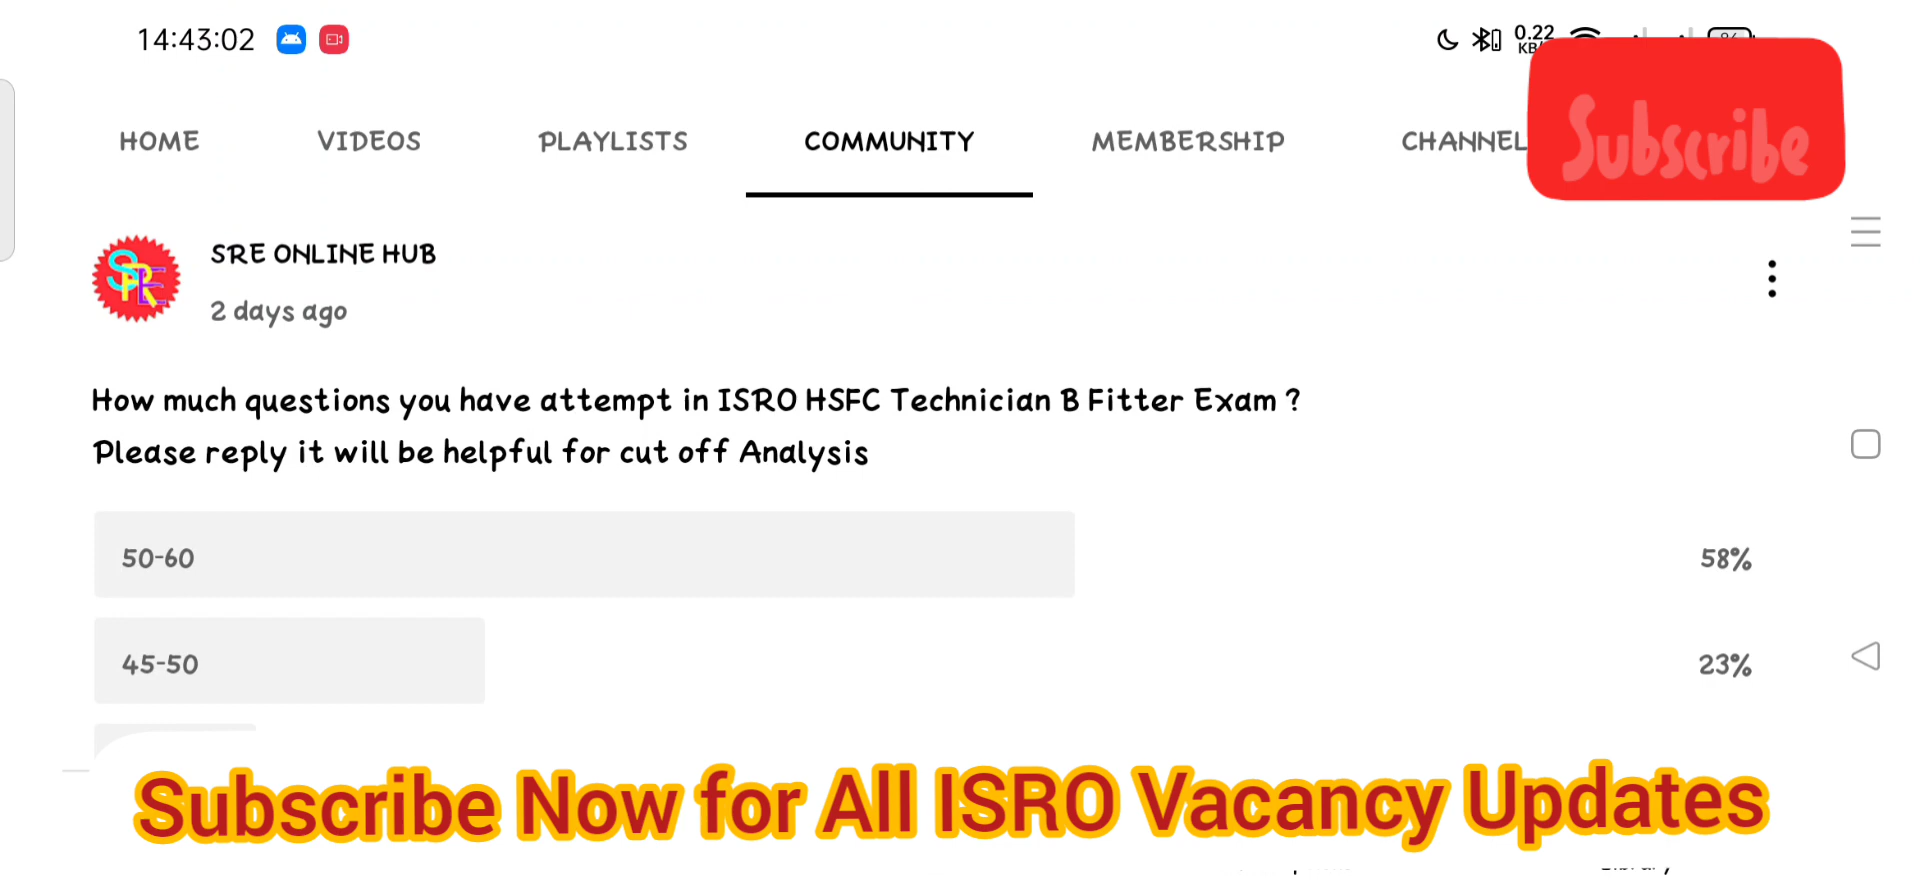 14:43:02
0.22
KB/
HOME VIDEOS PLAYLISTS COMMUNITY MEMBERSHIP CHANNEL
Subscribe
SRE
SRE ONLINE HUB
2 days ago
How much questions you have attempt in ISRO HSFC Technician B Fitter Exam ?
Please reply it will be helpful for cut off Analysis
50-60 58%
45-50 23%
Subscribe Now for All ISRO Vacancy Updates